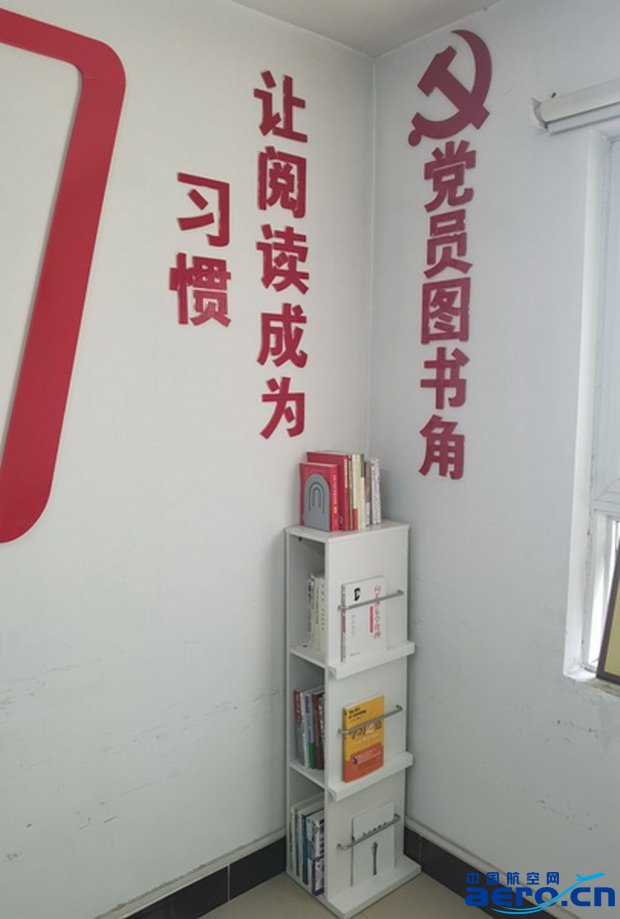 让阅读成为
习惯
党员图书角
中国航空网
aero.cn